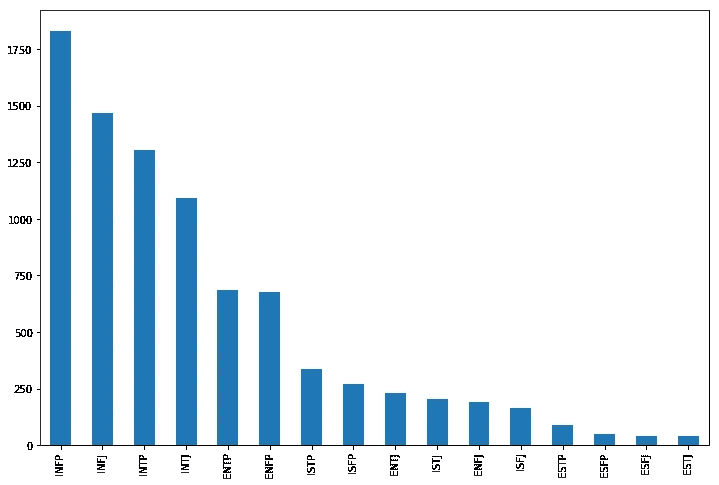 1750
1500
1250
1000
750
500
250
0
INFP
INFJ
INTP
INTJ
ENTP
ENFP
ISTP
ISFP
ENTJ
ISTJ
ENFJ
ISFJ
ESTP
ESFP
ESFJ
ESTJ